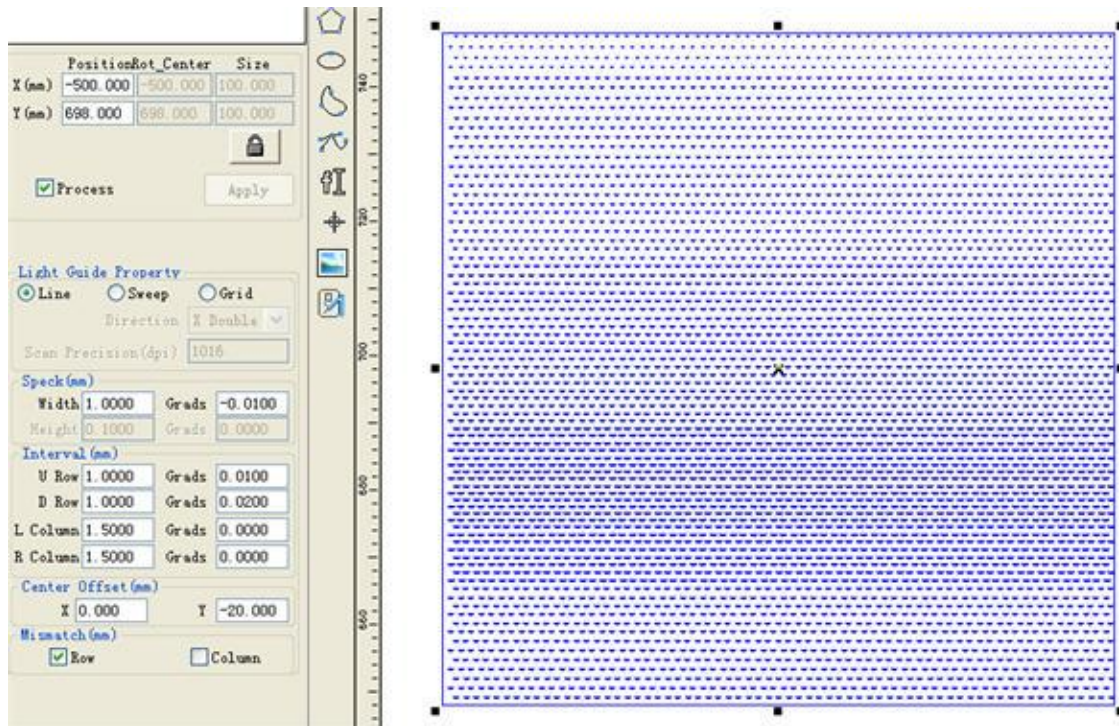 Position Rot_Center Size
X(mm) -500.000 -500.000 100.000
Y(mm) 698.000 698.000 100.000
Process Apply
Light Guide Property
Line Sweep Grid
Direction X Double
Scan Precision(dpi) 1016
Speck(mm)
Width 1.0000 Grads -0.0100
Height 0.1000 Grads 0.0000
Interval(mm)
U Row 1.0000 Grads 0.0100
D Row 1.0000 Grads 0.0200
L Column 1.5000 Grads 0.0000
R Column 1.5000 Grads 0.0000
Center Offset(mm)
X 0.000 Y -20.000
Mismatch(mm)
Row Column
740
720
700
680
660